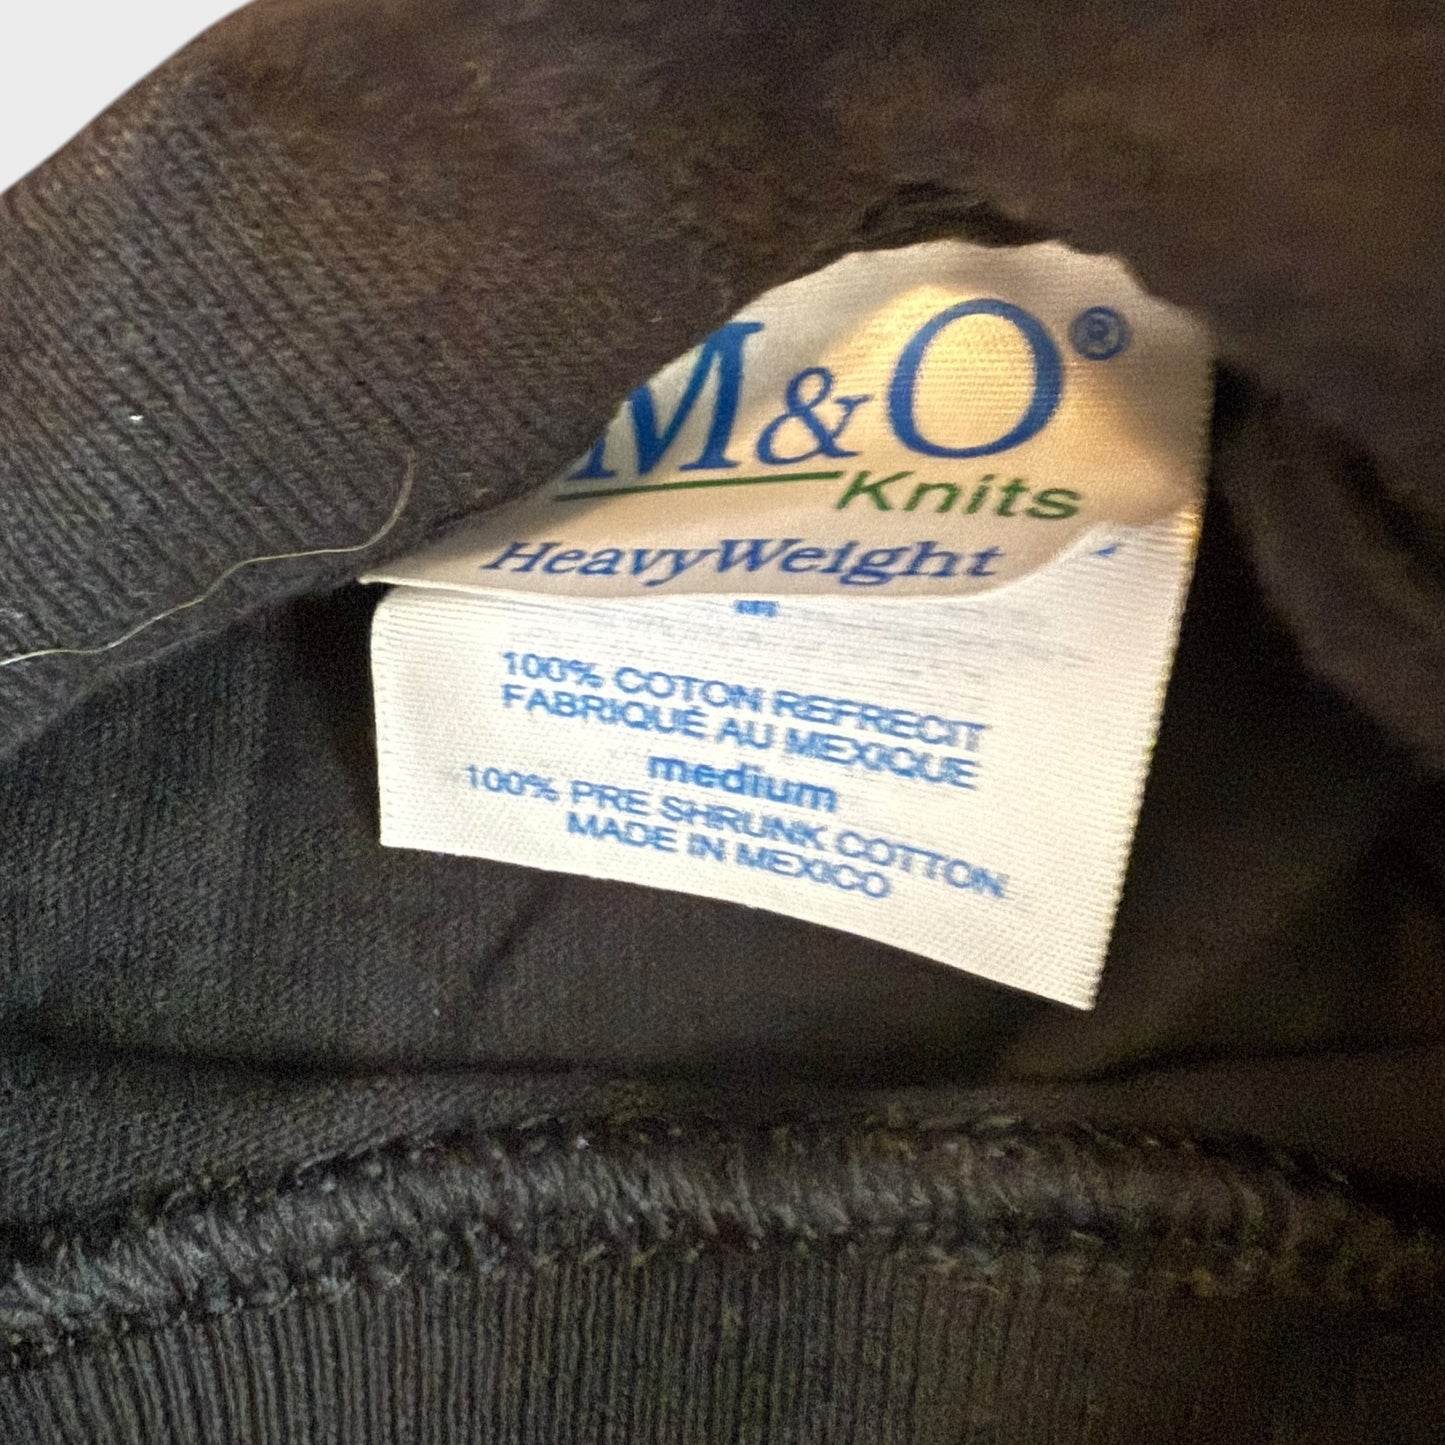 M&O®
Knits
HeavyWeight
100% COTON REFRECIT
FABRIQUÉ AU MEXIQUE
medium
100% PRE SHRUNK COTTON
MADE IN MEXICO